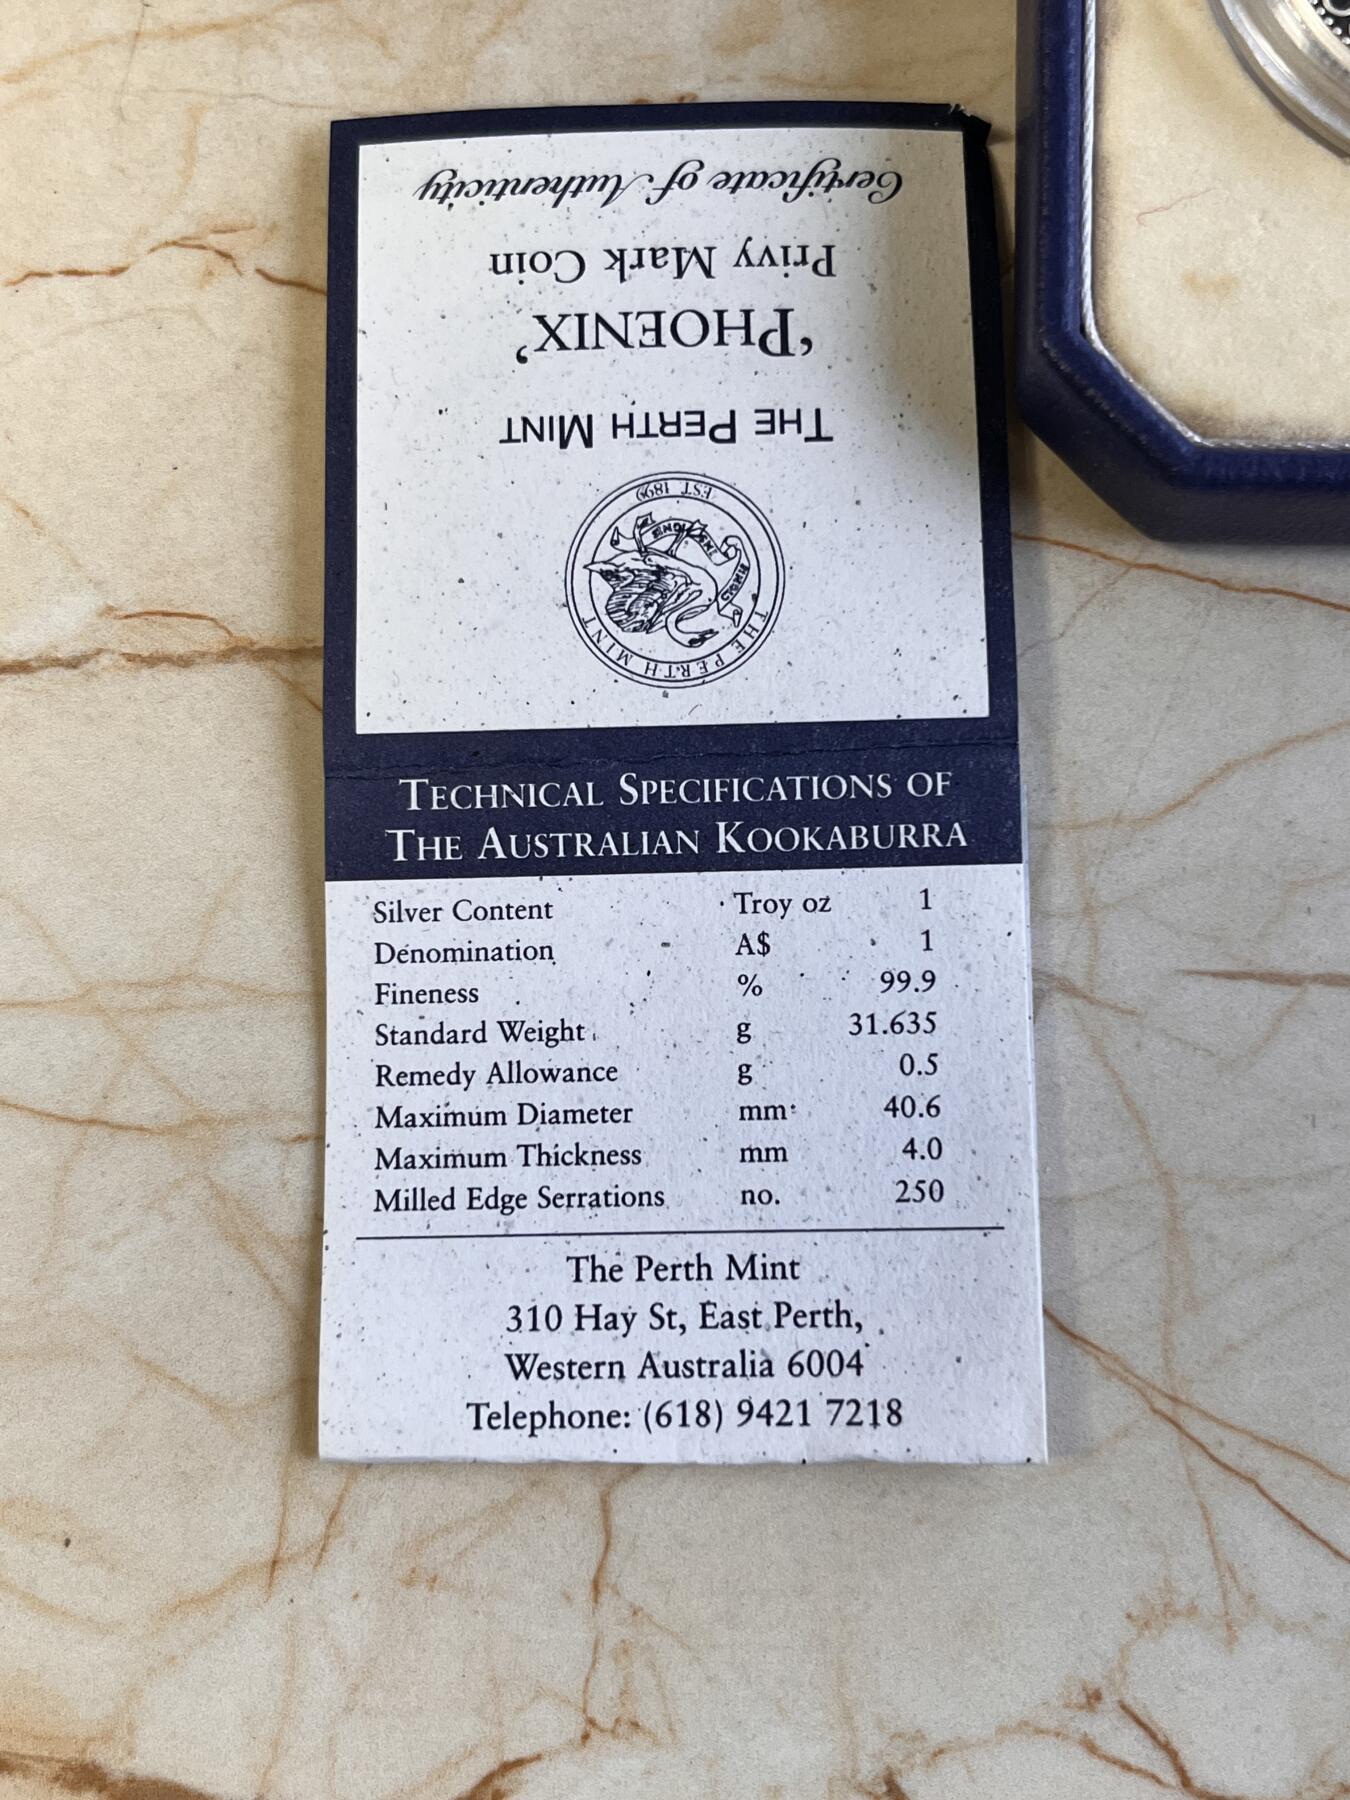 Certificate of Authenticity
Privy Mark Coin
‘PHOENIX’
THE PERTH MINT
EST 1899
THE PERTH MINT
TECHNICAL SPECIFICATIONS OF
THE AUSTRALIAN KOOKABURRA
Silver Content Troy oz 1
Denomination A$ 1
Fineness % 99.9
Standard Weight g 31.635
Remedy Allowance g 0.5
Maximum Diameter mm 40.6
Maximum Thickness mm 4.0
Milled Edge Serrations no. 250
The Perth Mint
310 Hay St, East Perth,
Western Australia 6004
Telephone: (618) 9421 7218